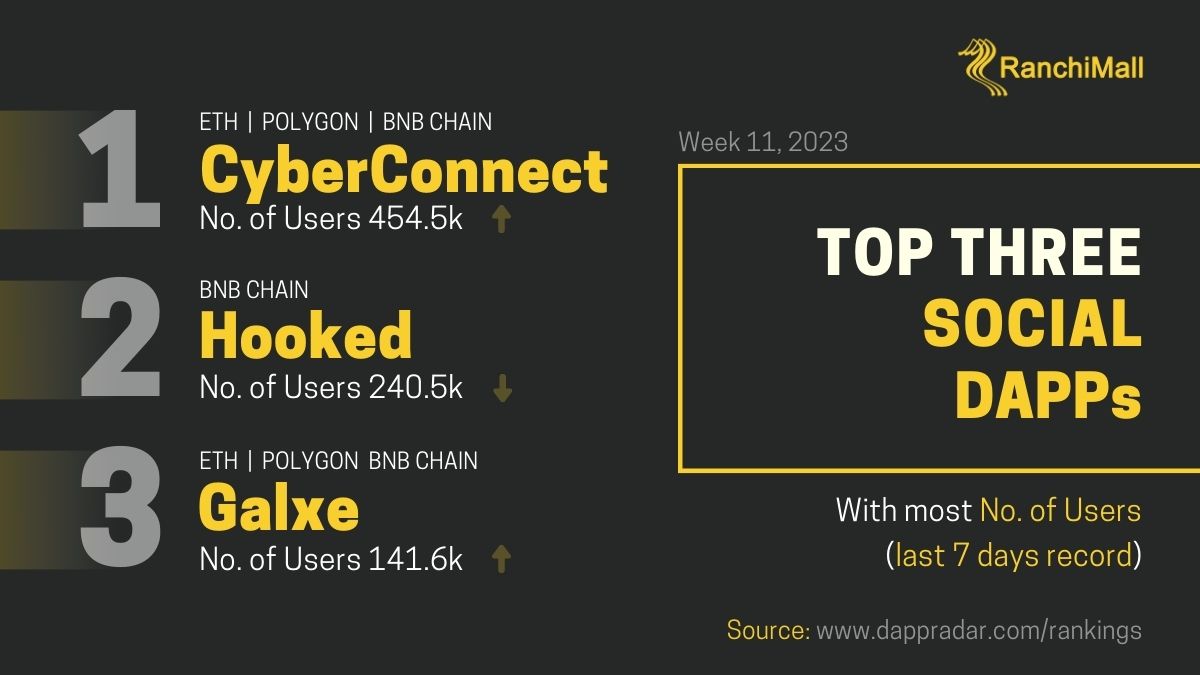 RanchiMall
1
ETH | POLYGON | BNB CHAIN
CyberConnect
No. of Users 454.5k
2
BNB CHAIN
Hooked
No. of Users 240.5k
3
ETH | POLYGON BNB CHAIN
Galxe
No. of Users 141.6k
Week 11, 2023
TOP THREE
SOCIAL
DAPPs
With most No. of Users
(last 7 days record)
Source: www.dappradar.com/rankings